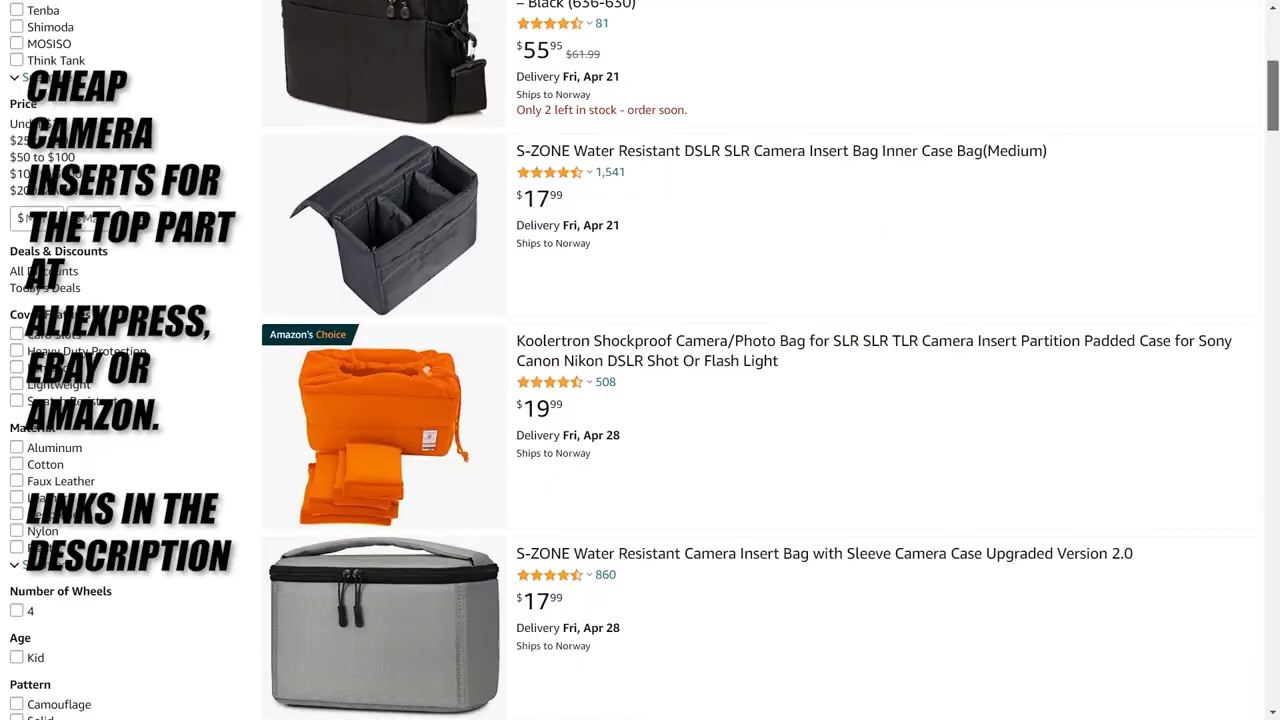 Tenba
Shimoda
MOSISO
Think Tank
Price
$50 to $100
Deals & Discounts
All Discounts
Today's Deals
Heavy Duty Protection
Lightweight
Material
Aluminum
Cotton
Faux Leather
Nylon
Number of Wheels
4
Age
Kid
Pattern
Camouflage
CHEAP
CAMERA
INSERTS FOR
THE TOP PART
AT
ALIEXPRESS,
EBAY OR
AMAZON.
LINKS IN THE
DESCRIPTION
– Black (636-630)
81
$55 95 $61.99
Delivery Fri, Apr 21
Ships to Norway
Only 2 left in stock - order soon.
S-ZONE Water Resistant DSLR SLR Camera Insert Bag Inner Case Bag(Medium)
1,541
$17 99
Delivery Fri, Apr 21
Ships to Norway
Amazon's Choice
Koolertron Shockproof Camera/Photo Bag for SLR SLR TLR Camera Insert Partition Padded Case for Sony
Canon Nikon DSLR Shot Or Flash Light
508
$19 99
Delivery Fri, Apr 28
Ships to Norway
S-ZONE Water Resistant Camera Insert Bag with Sleeve Camera Case Upgraded Version 2.0
860
$17 99
Delivery Fri, Apr 28
Ships to Norway